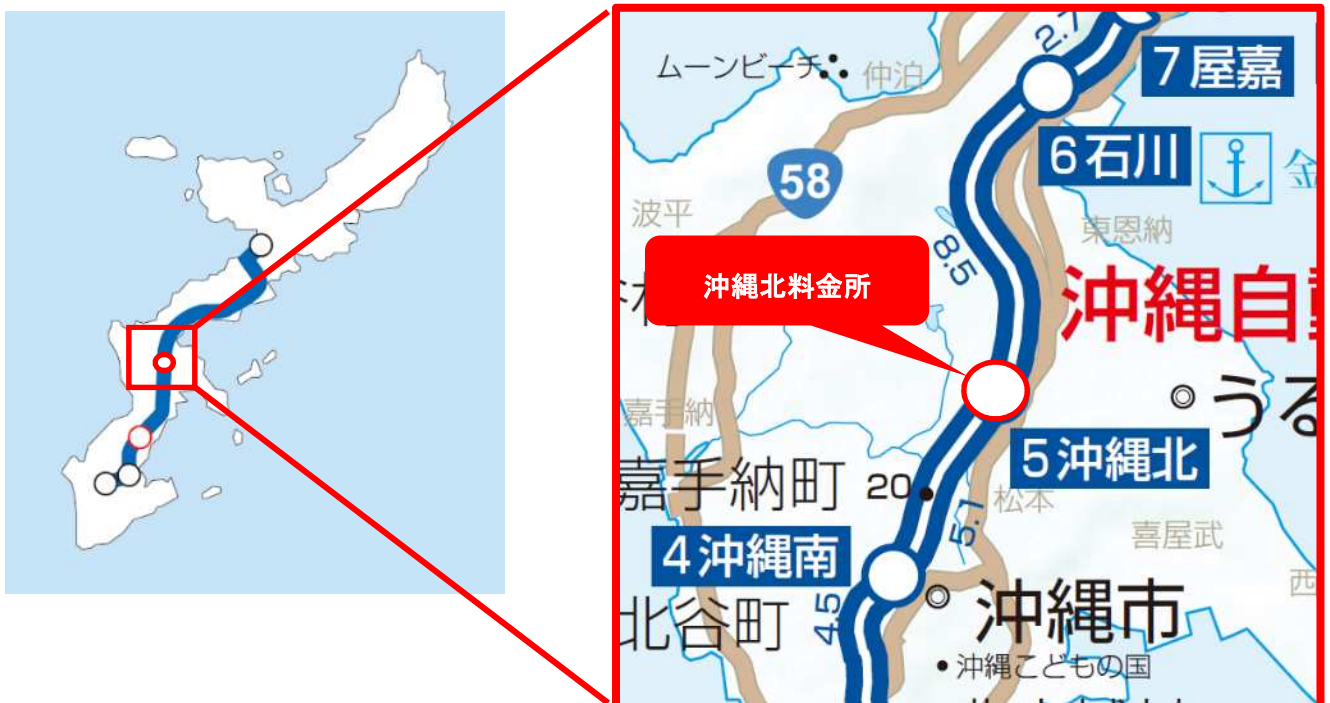 2.7
7屋嘉
ムーンビーチ
仲泊
6石川
58
金
波平
東恩納
8.5
沖縄北料金所
沖縄自
うる
嘉手納
5沖縄北
嘉手納町
20
松本
5.1
喜屋武
4沖縄南
西
北谷町
4.5
沖縄市
沖縄こどもの国